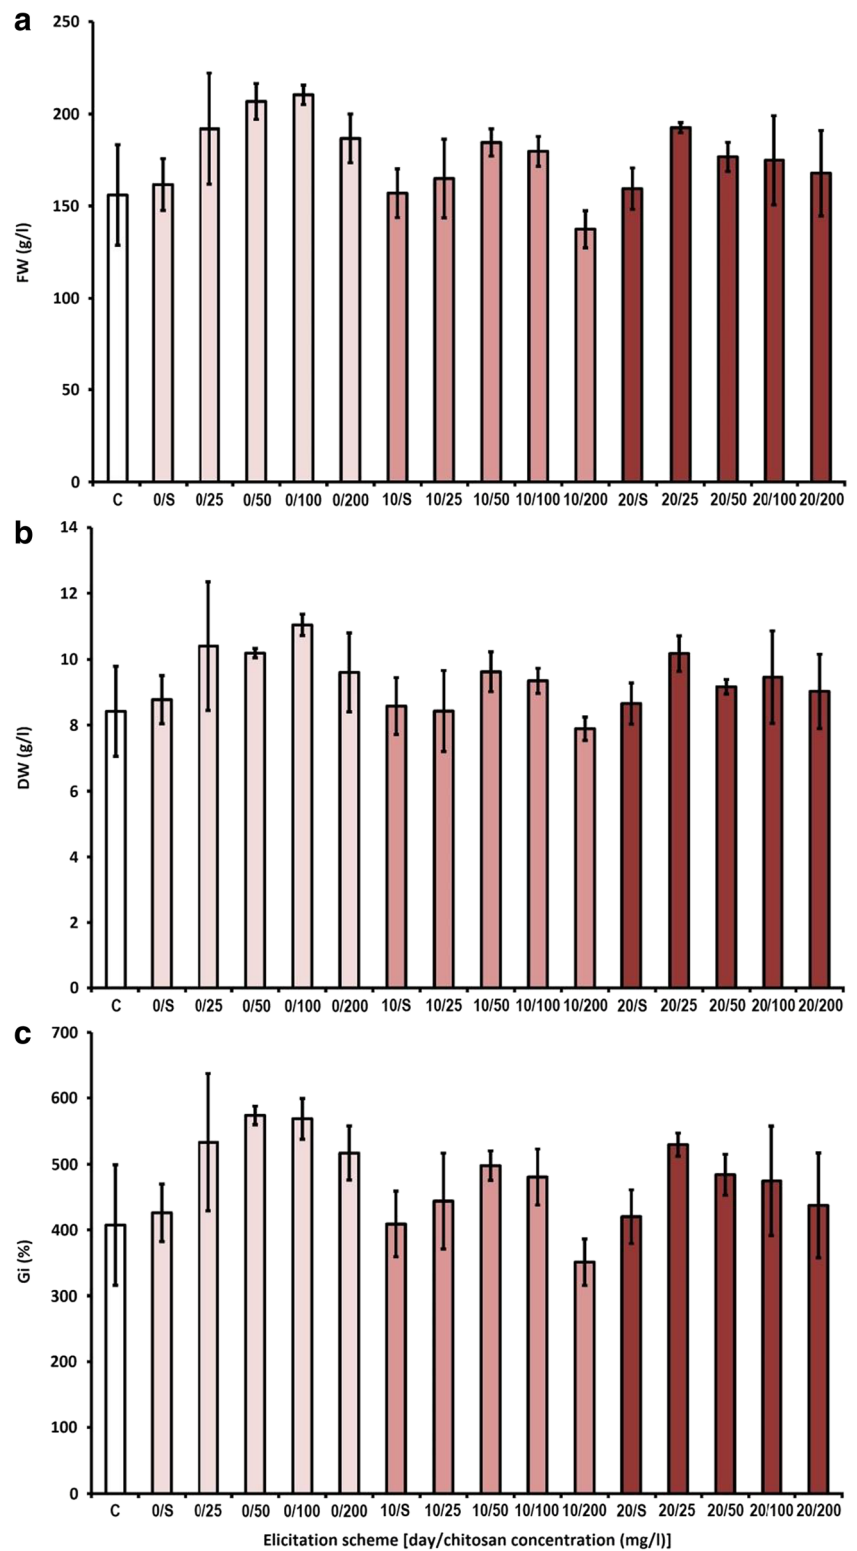 a
250
200
150
100
50
0
FW (g/l)
C 0/S 0/25 0/50 0/100 0/200 10/S 10/25 10/50 10/100 10/200 20/S 20/25 20/50 20/100 20/200
b
14
12
10
8
6
4
2
0
DW (g/l)
C 0/S 0/25 0/50 0/100 0/200 10/S 10/25 10/50 10/100 10/200 20/S 20/25 20/50 20/100 20/200
c
700
600
500
400
300
200
100
0
Gi (%)
C 0/S 0/25 0/50 0/100 0/200 10/S 10/25 10/50 10/100 10/200 20/S 20/25 20/50 20/100 20/200
Elicitation scheme [day/chitosan concentration (mg/l)]